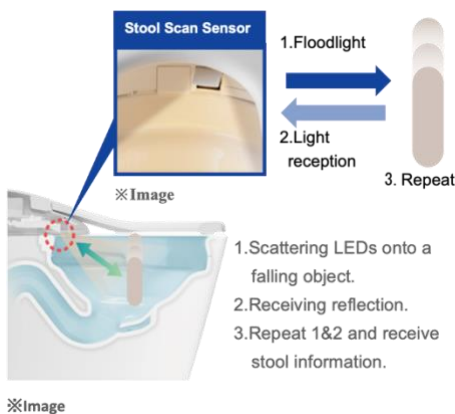 Stool Scan Sensor
1.Floodlight
2.Light
reception
3. Repeat
※Image
1.Scattering LEDs onto a
falling object.
2.Receiving reflection.
3.Repeat 1&2 and receive
stool information.
※Image